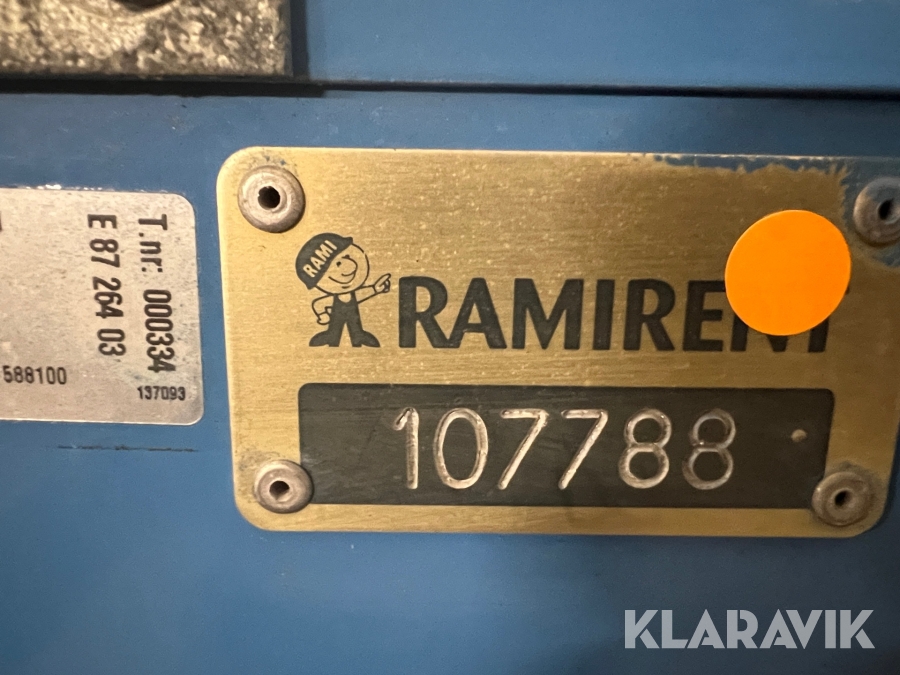 T.nr: 000334
E 87 264 03
137093
588100
RAMI
RAMIRENT
107788
KLARAVIK